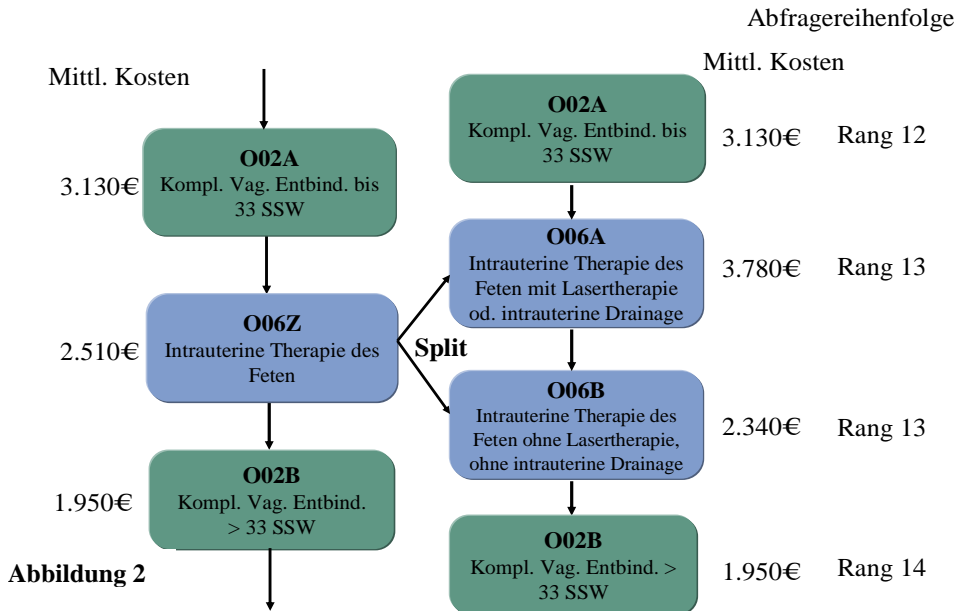 Abfragereihenfolge
Mittl. Kosten
Mittl. Kosten
O02A
Kompl. Vag. Entbind. bis
33 SSW
3.130€
O06Z
Intrauterine Therapie des
Feten
2.510€
O02B
Kompl. Vag. Entbind.
> 33 SSW
1.950€
Abbildung 2
Split
O02A
Kompl. Vag. Entbind. bis
33 SSW
3.130€
Rang 12
O06A
Intrauterine Therapie des
Feten mit Lasertherapie
od. intrauterine Drainage
3.780€
Rang 13
O06B
Intrauterine Therapie des
Feten ohne Lasertherapie,
ohne intrauterine Drainage
2.340€
Rang 13
O02B
Kompl. Vag. Entbind. >
33 SSW
1.950€
Rang 14